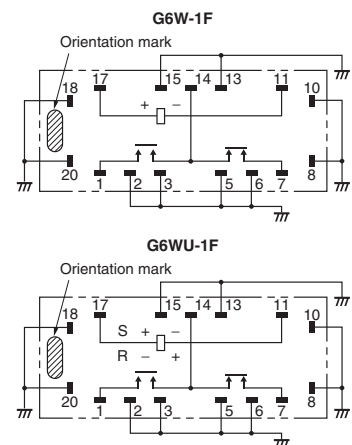 G6W-1F
Orientation mark
17 15 14 13 11 10
18
+ −
20 1 2 3 5 6 7 8
G6WU-1F
Orientation mark
17 15 14 13 11 10
18
S + −
R − +
20 1 2 3 5 6 7 8